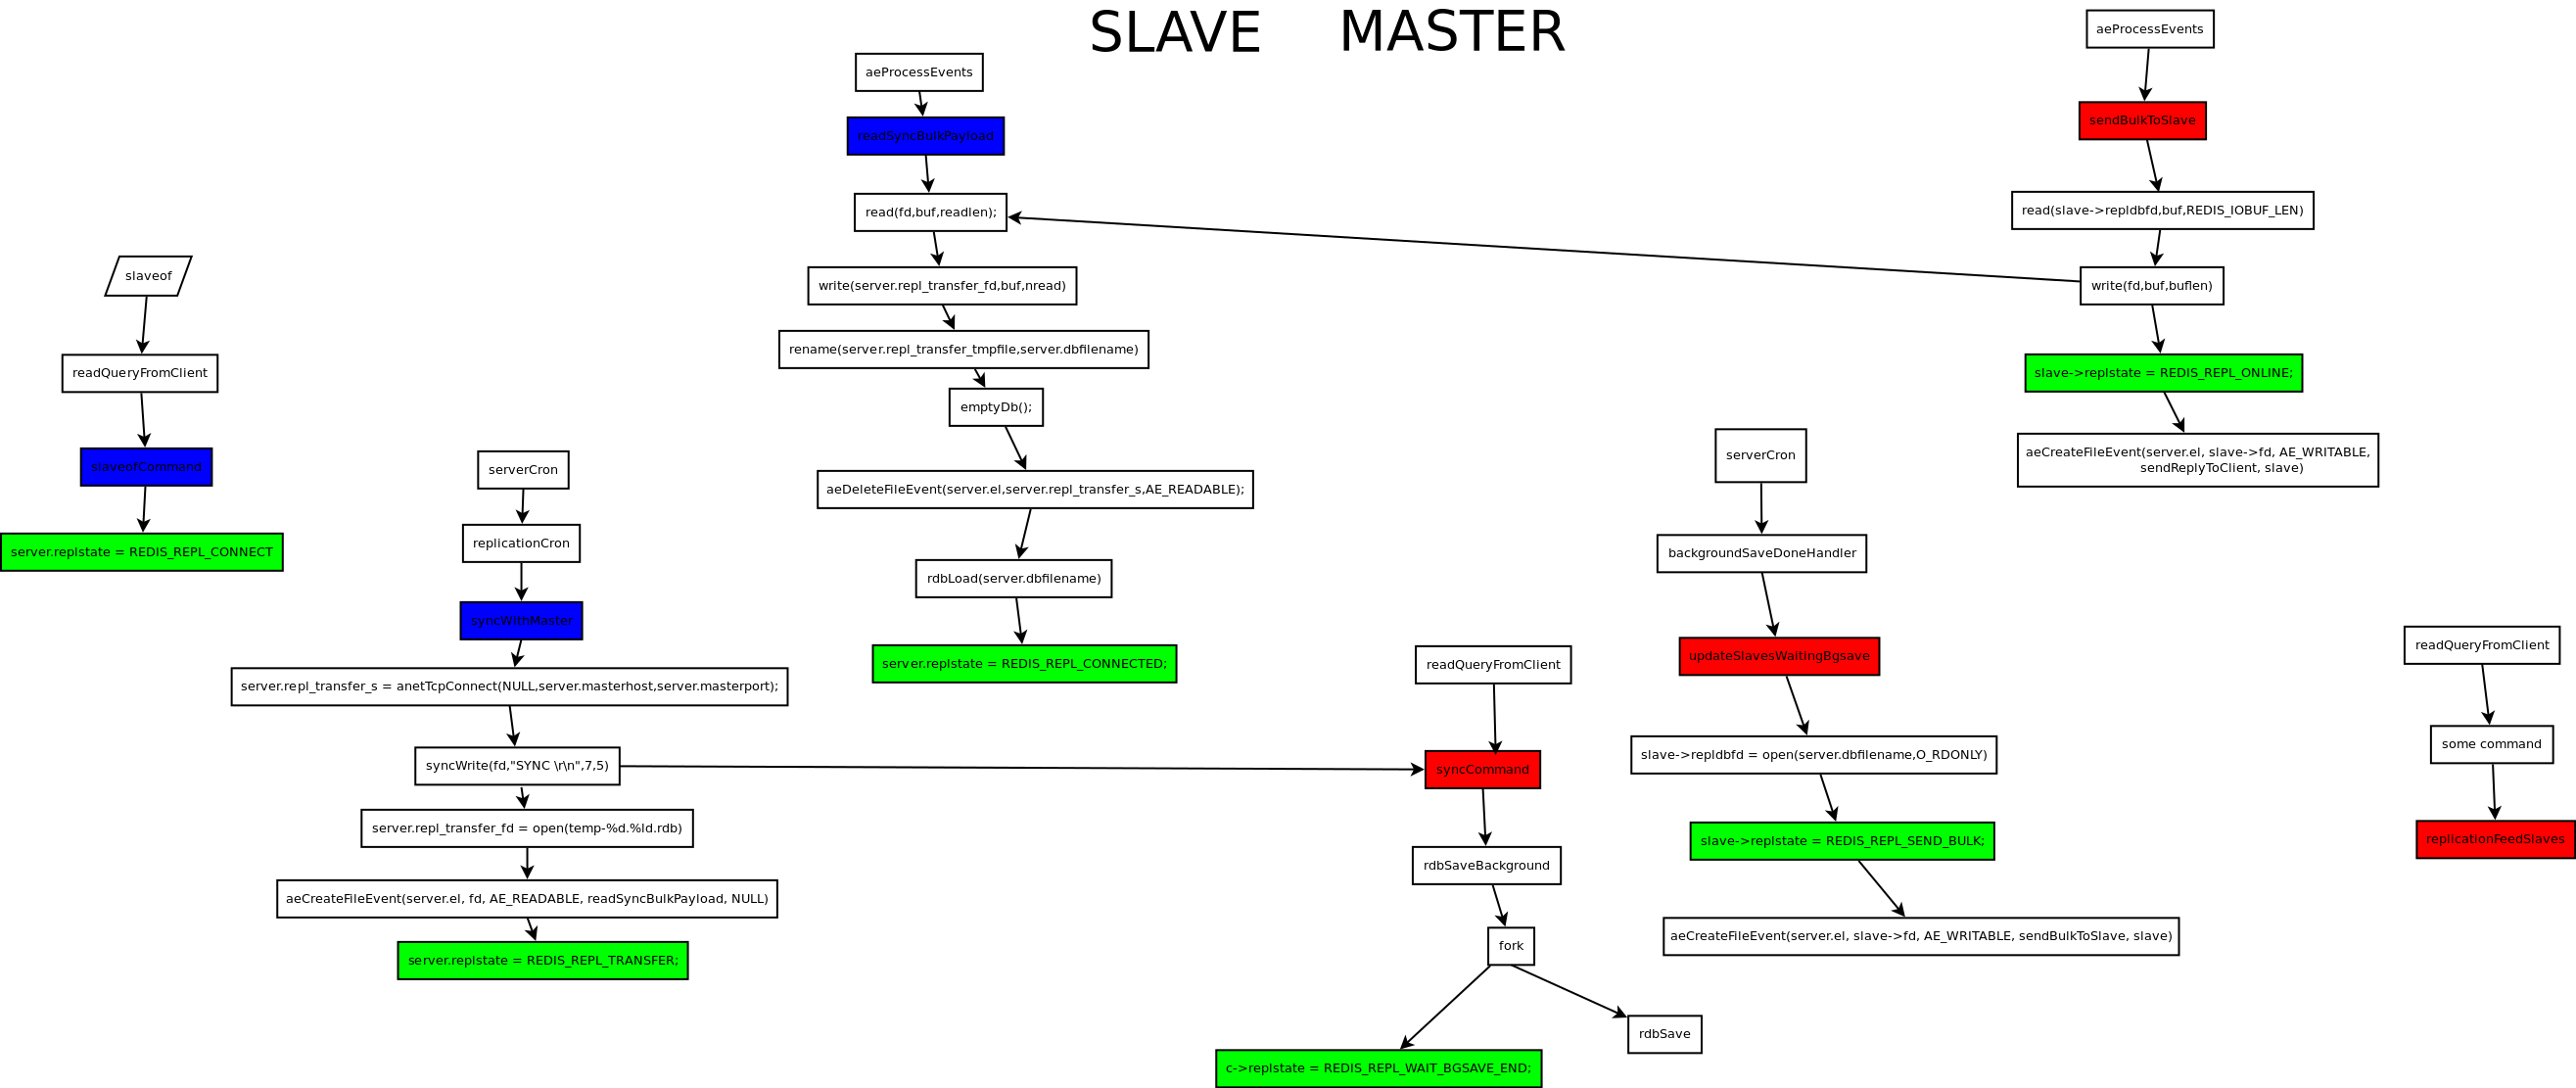 SLAVE MASTER
slaveof
readQueryFromClient
slaveofCommand
server.replstate = REDIS_REPL_CONNECT
serverCron
replicationCron
syncWithMaster
server.repl_transfer_s = anetTcpConnect(NULL,server.masterhost,server.masterport);
syncWrite(fd,"SYNC \r\n",7,5)
server.repl_transfer_fd = open(temp-%d.%ld.rdb)
aeCreateFileEvent(server.el, fd, AE_READABLE, readSyncBulkPayload, NULL)
server.replstate = REDIS_REPL_TRANSFER;
aeProcessEvents
readSyncBulkPayload
read(fd,buf,readlen);
write(server.repl_transfer_fd,buf,nread)
rename(server.repl_transfer_tmpfile,server.dbfilename)
emptyDb();
aeDeleteFileEvent(server.el,server.repl_transfer_s,AE_READABLE);
rdbLoad(server.dbfilename)
server.replstate = REDIS_REPL_CONNECTED;
readQueryFromClient
syncCommand
rdbSaveBackground
fork
rdbSave
c->replstate = REDIS_REPL_WAIT_BGSAVE_END;
serverCron
backgroundSaveDoneHandler
updateSlavesWaitingBgsave
slave->repldbfd = open(server.dbfilename,O_RDONLY)
slave->replstate = REDIS_REPL_SEND_BULK;
aeCreateFileEvent(server.el, slave->fd, AE_WRITABLE, sendBulkToSlave, slave)
aeProcessEvents
sendBulkToSlave
read(slave->repldbfd,buf,REDIS_IOBUF_LEN)
write(fd,buf,buflen)
slave->replstate = REDIS_REPL_ONLINE;
aeCreateFileEvent(server.el, slave->fd, AE_WRITABLE,
sendReplyToClient, slave)
readQueryFromClient
some command
replicationFeedSlaves